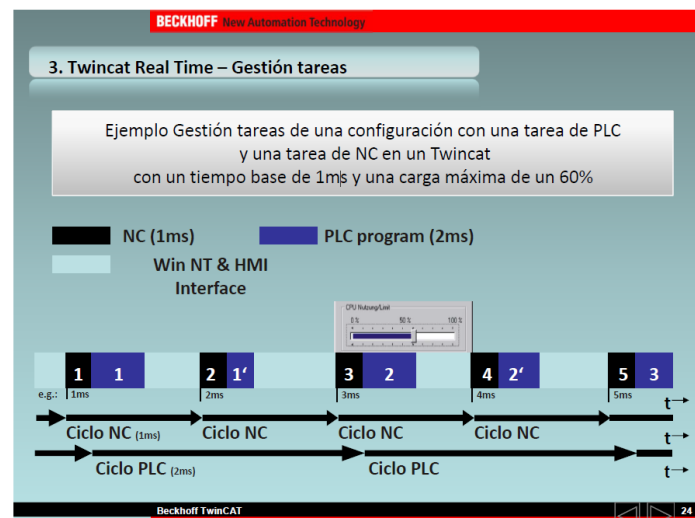 BECKHOFF New Automation Technology
3. Twincat Real Time – Gestión tareas
Ejemplo Gestión tareas de una configuración con una tarea de PLC
y una tarea de NC en un Twincat
con un tiempo base de 1ms y una carga máxima de un 60%
NC (1ms) PLC program (2ms)
Win NT & HMI
Interface
CPU Nutzung/Limit
0 % 50 % 100 %
1 1 2 1‘ 3 2 4 2‘ 5 3
e.g.: 1ms 2ms 3ms 4ms 5ms
t
Ciclo NC (1ms) Ciclo NC Ciclo NC Ciclo NC t
Ciclo PLC (2ms) Ciclo PLC t
Beckhoff TwinCAT 24